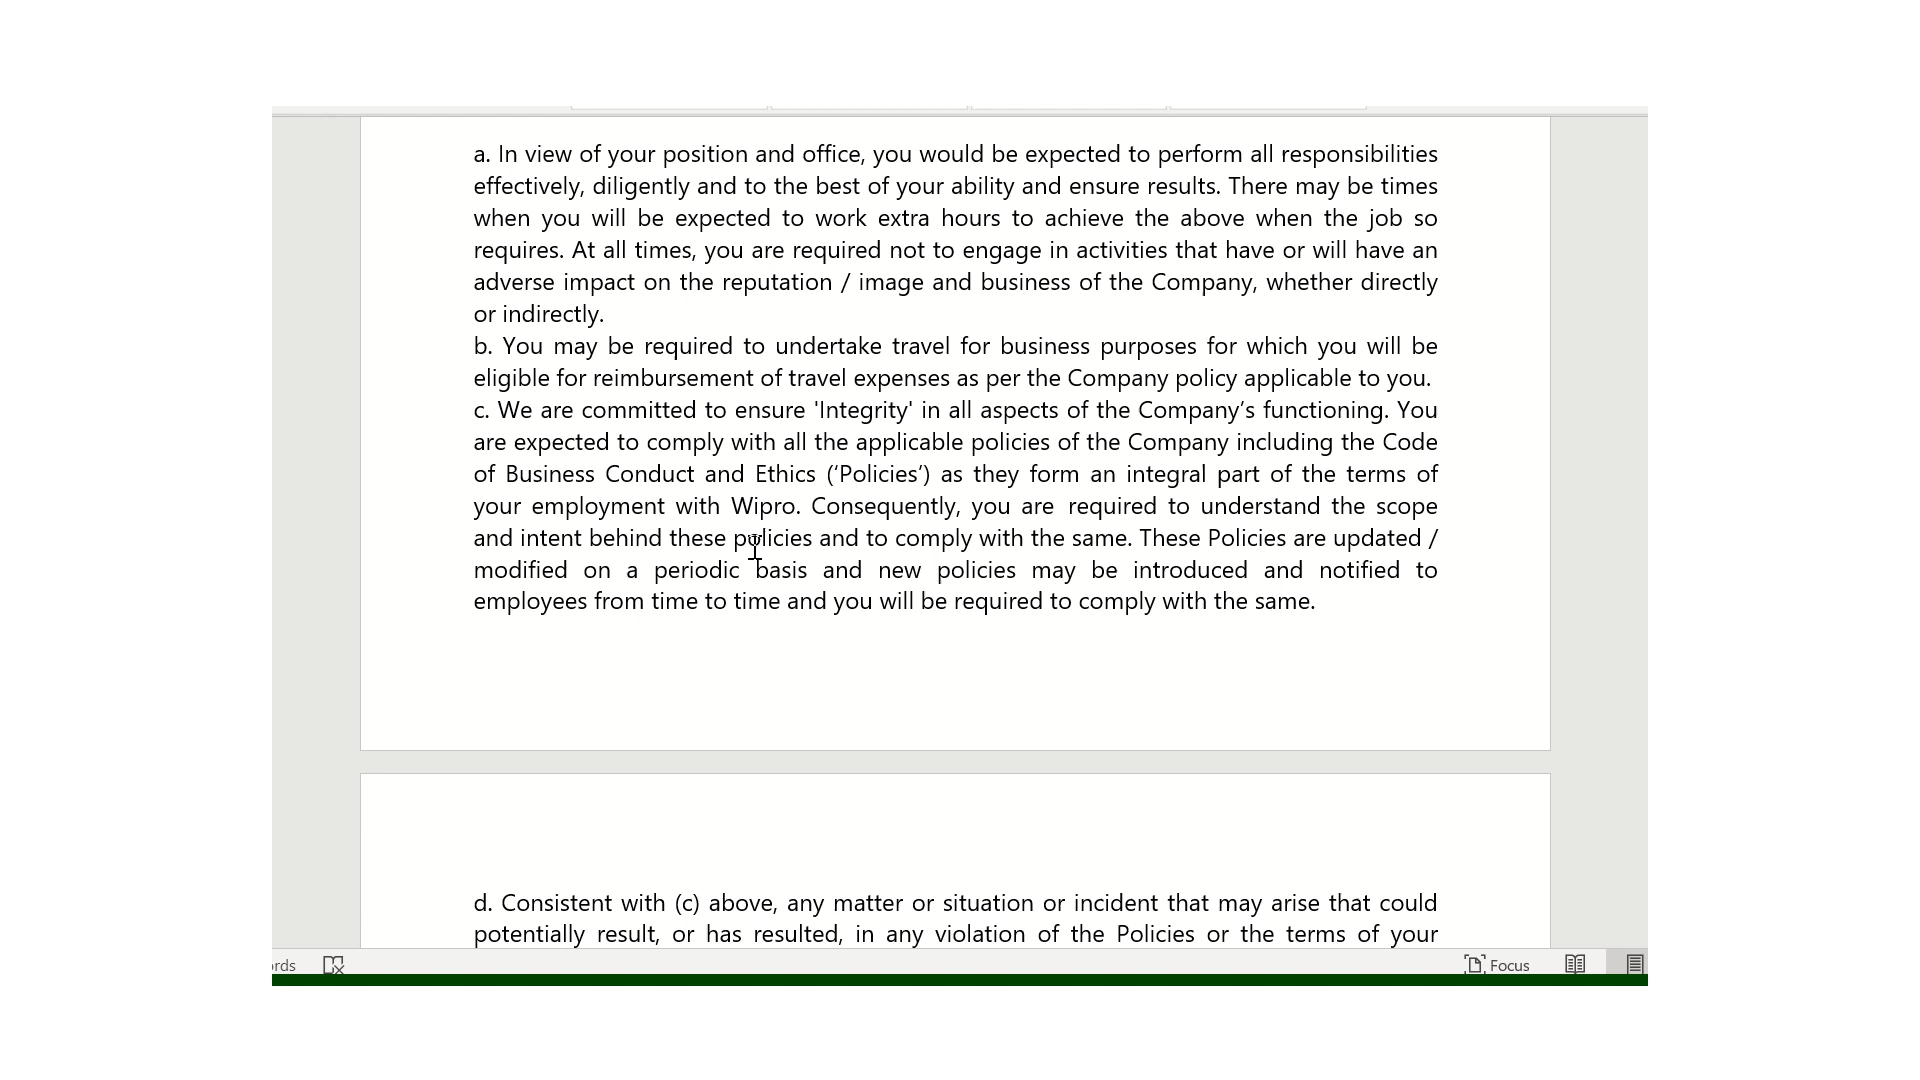 a. In view of your position and office, you would be expected to perform all responsibilities
effectively, diligently and to the best of your ability and ensure results. There may be times
when you will be expected to work extra hours to achieve the above when the job so
requires. At all times, you are required not to engage in activities that have or will have an
adverse impact on the reputation / image and business of the Company, whether directly
or indirectly.
b. You may be required to undertake travel for business purposes for which you will be
eligible for reimbursement of travel expenses as per the Company policy applicable to you.
c. We are committed to ensure 'Integrity' in all aspects of the Company’s functioning. You
are expected to comply with all the applicable policies of the Company including the Code
of Business Conduct and Ethics (‘Policies’) as they form an integral part of the terms of
your employment with Wipro. Consequently, you are required to understand the scope
and intent behind these policies and to comply with the same. These Policies are updated /
modified on a periodic basis and new policies may be introduced and notified to
employees from time to time and you will be required to comply with the same.
d. Consistent with (c) above, any matter or situation or incident that may arise that could
potentially result, or has resulted, in any violation of the Policies or the terms of your
Focus